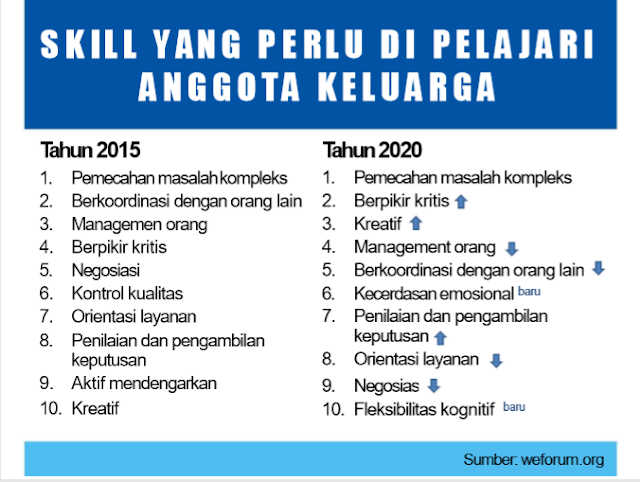 SKILL YANG PERLU DI PELAJARI
ANGGOTA KELUARGA
Tahun 2015
1. Pemecahan masalah kompleks
2. Berkoordinasi dengan orang lain
3. Managemen orang
4. Berpikir kritis
5. Negosiasi
6. Kontrol kualitas
7. Orientasi layanan
8. Penilaian dan pengambilan
keputusan
9. Aktif mendengarkan
10. Kreatif
Tahun 2020
1. Pemecahan masalah kompleks
2. Berpikir kritis
3. Kreatif
4. Management orang
5. Berkoordinasi dengan orang lain
6. Kecerdasan emosional baru
7. Penilaian dan pengambilan
keputusan
8. Orientasi layanan
9. Negosias
10. Fleksibilitas kognitif baru
Sumber: weforum.org